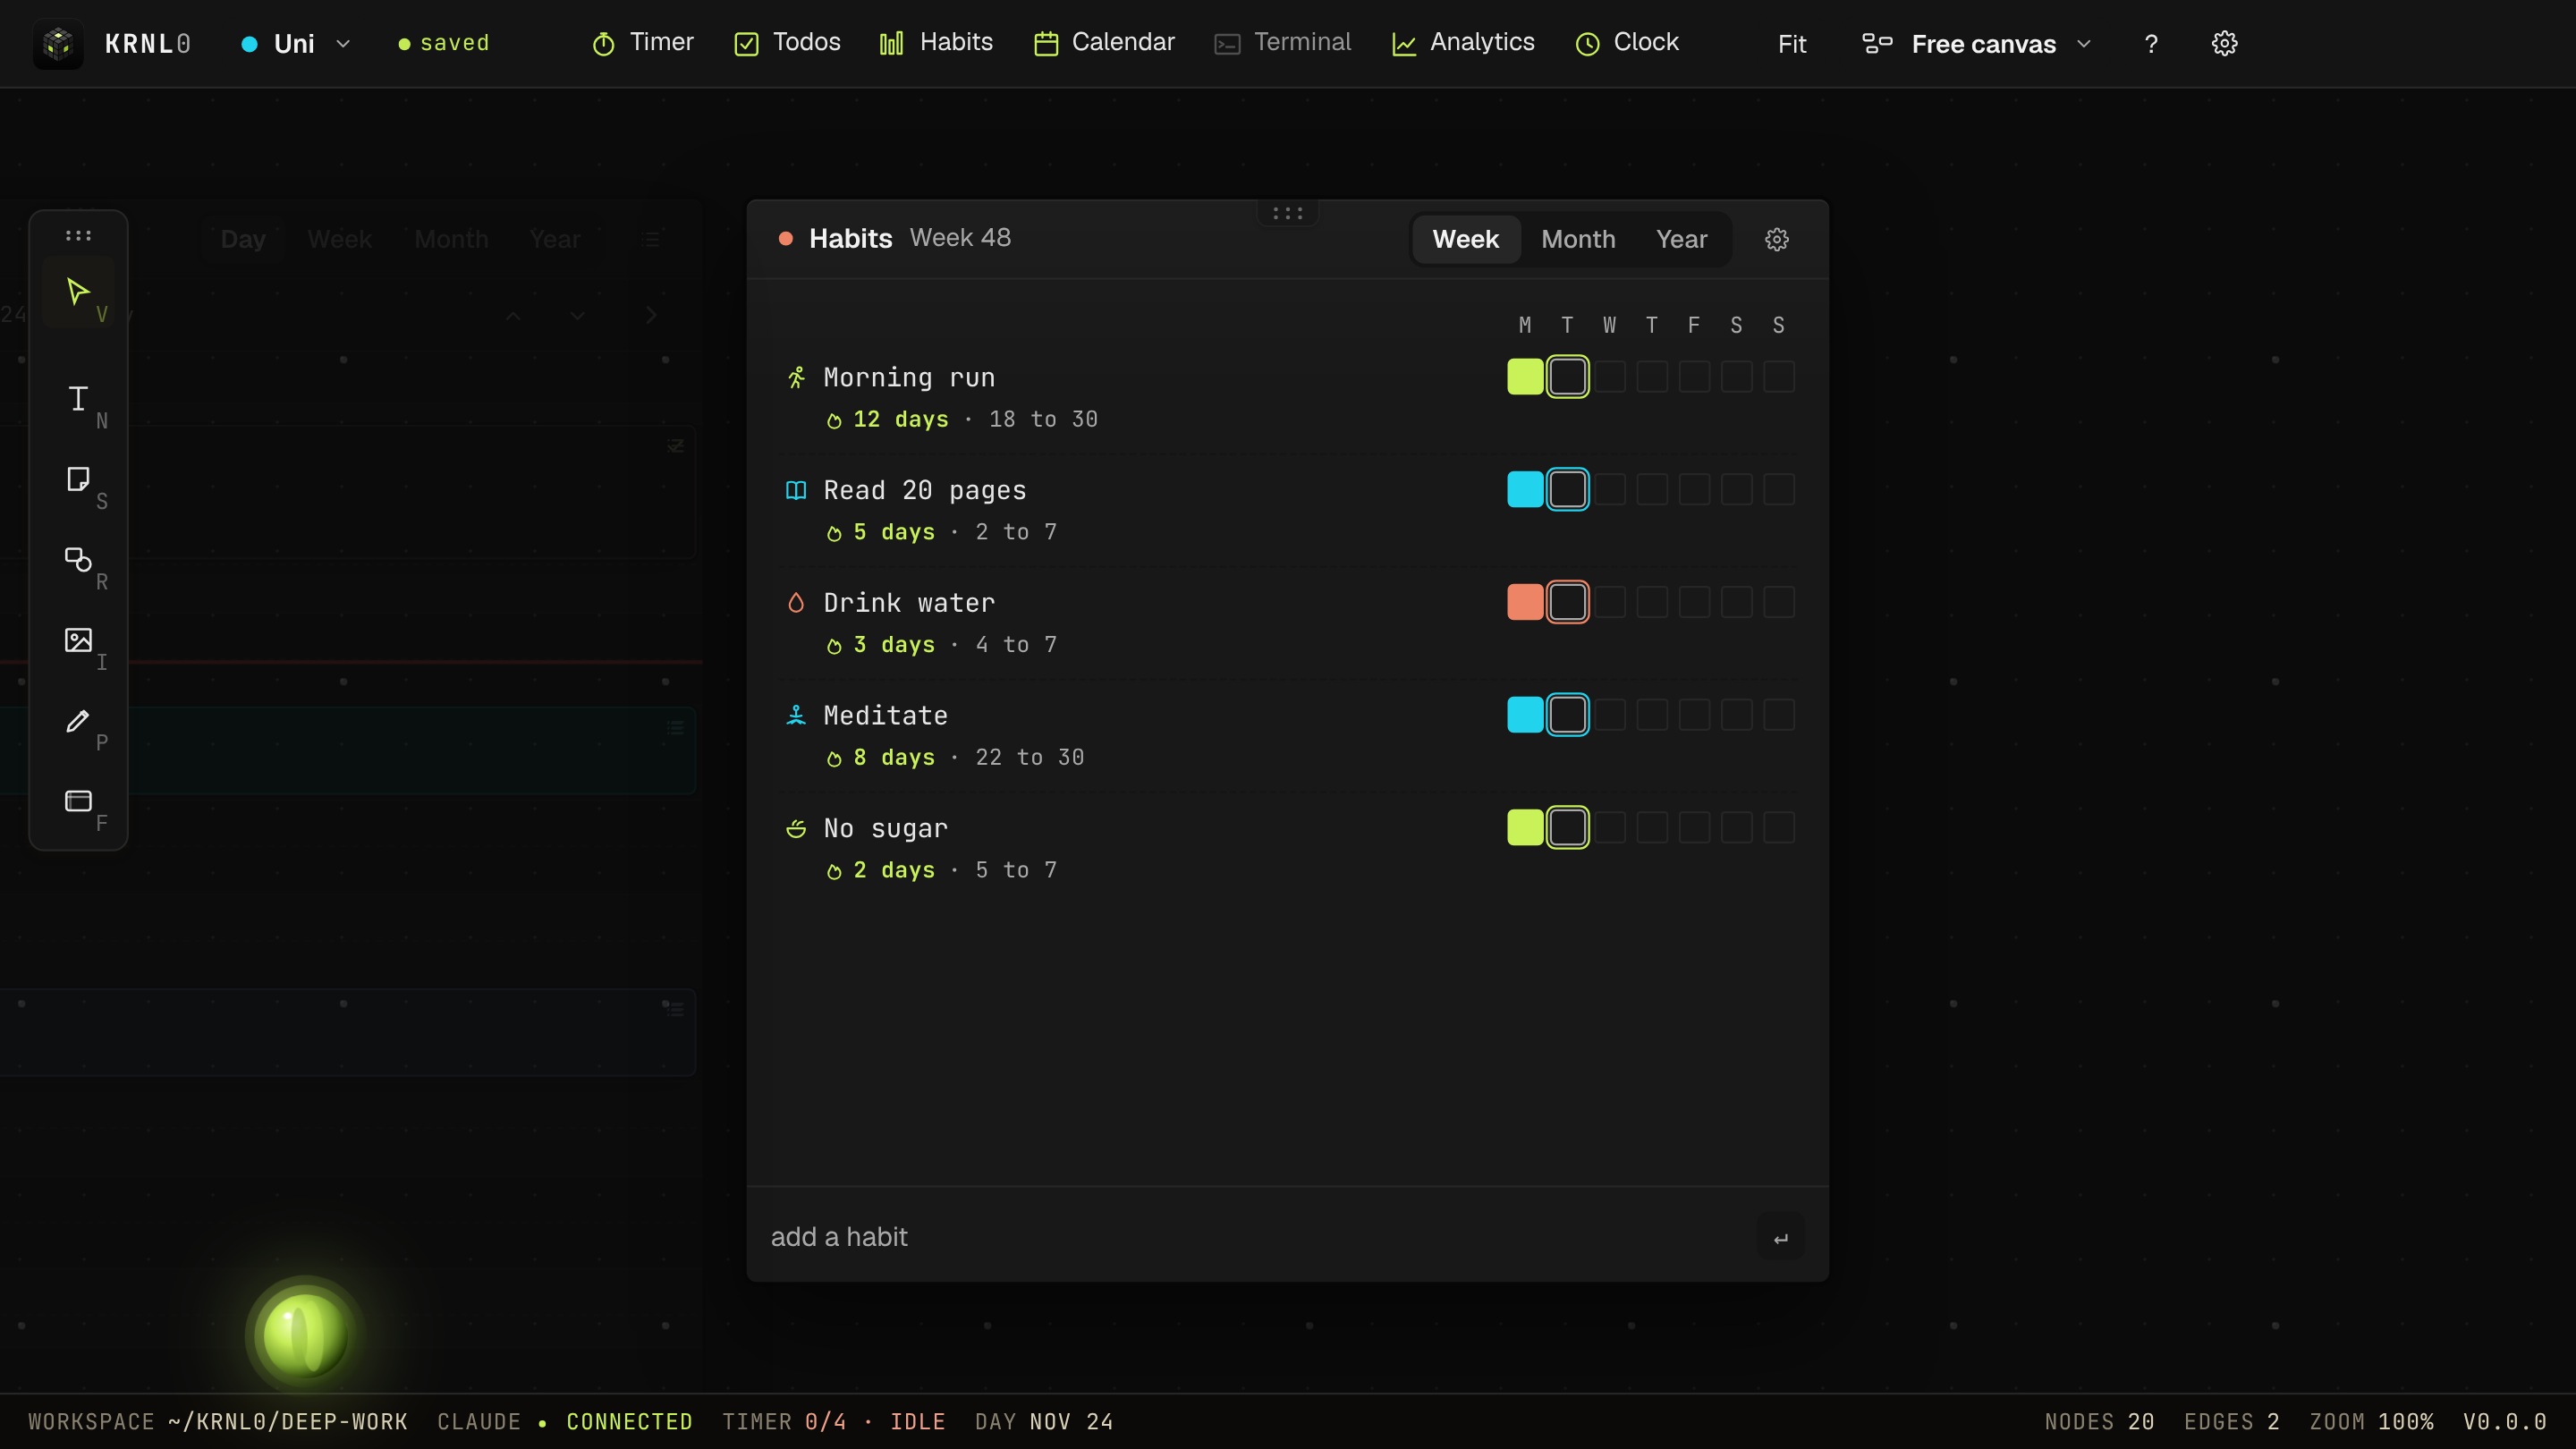 KRNL0 Uni saved Timer Todos Habits Calendar Terminal Analytics Clock Fit Free canvas ?
Day Week Month Year
24
V
N
S
R
I
P
F
Habits Week 48 Week Month Year
M T W T F S S
Morning run
12 days · 18 to 30
Read 20 pages
5 days · 2 to 7
Drink water
3 days · 4 to 7
Meditate
8 days · 22 to 30
No sugar
2 days · 5 to 7
add a habit ↵
WORKSPACE ~/KRNL0/DEEP-WORK CLAUDE • CONNECTED TIMER 0/4 · IDLE DAY NOV 24 NODES 20 EDGES 2 ZOOM 100% V0.0.0